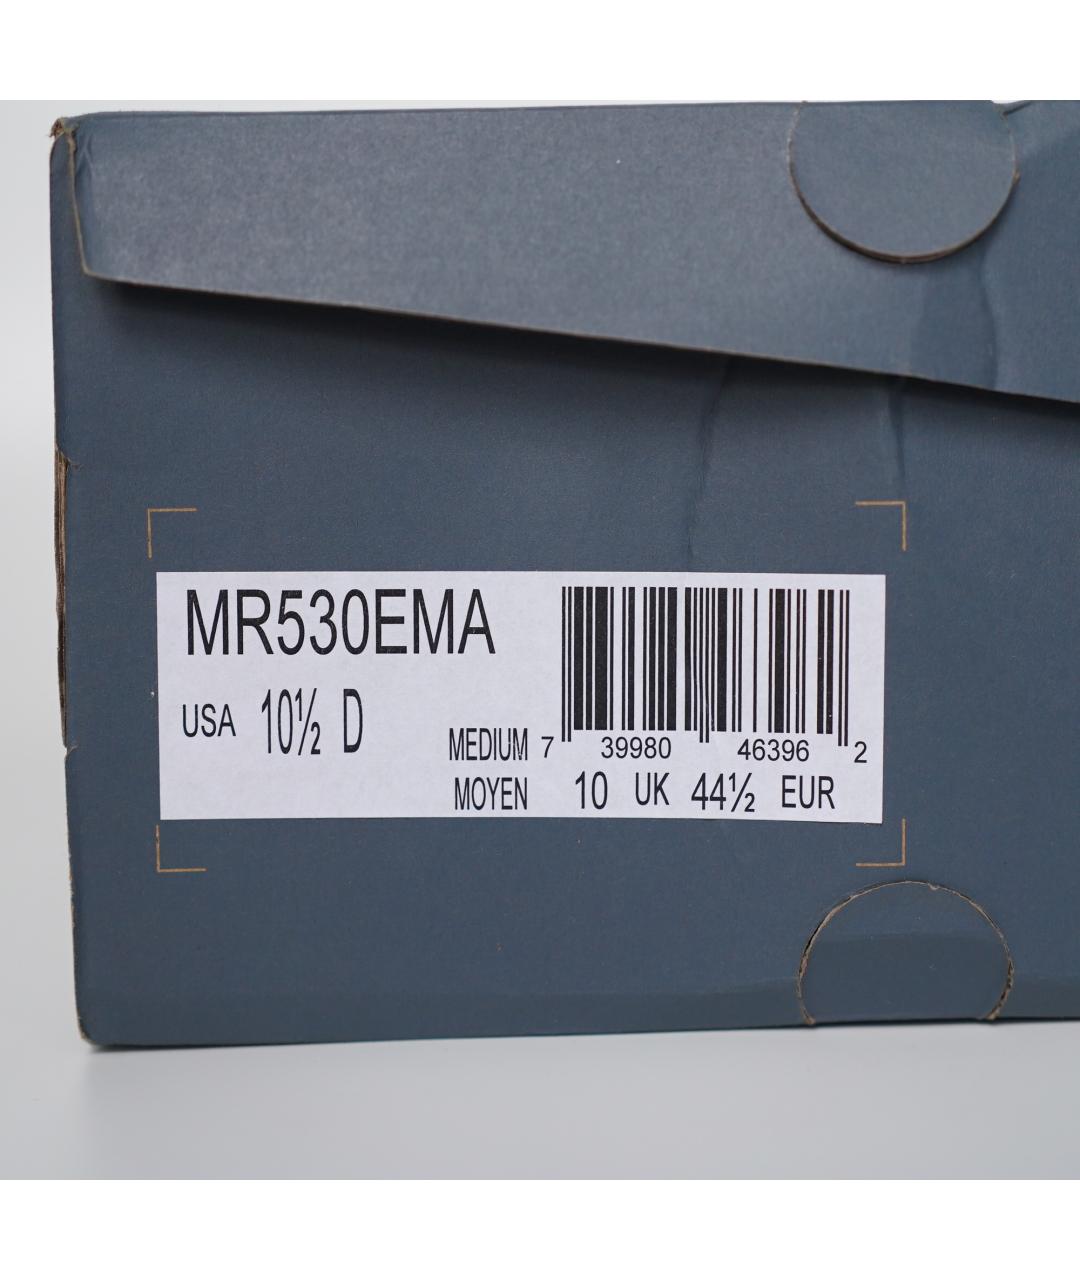 MR530EMA
USA 10½ D
MEDIUM 7 39980 46396 2
MOYEN 10 UK 44½ EUR